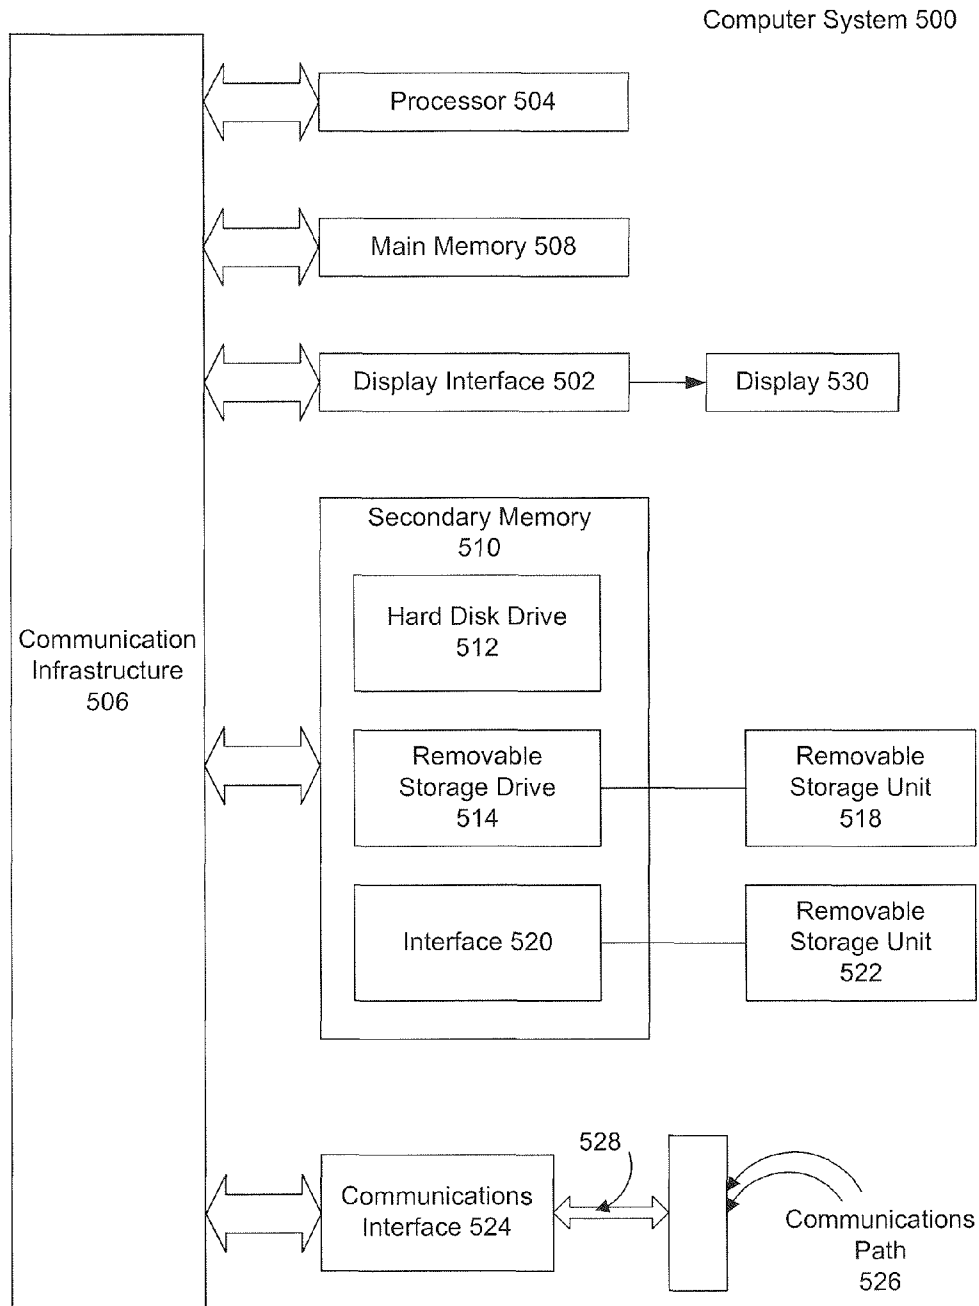 Computer System 500
Processor 504
Main Memory 508
Display Interface 502
Display 530
Secondary Memory
510
Hard Disk Drive
512
Communication
Infrastructure
506
Removable
Storage Drive
514
Removable
Storage Unit
518
Interface 520
Removable
Storage Unit
522
528
Communications
Interface 524
Communications
Path
526